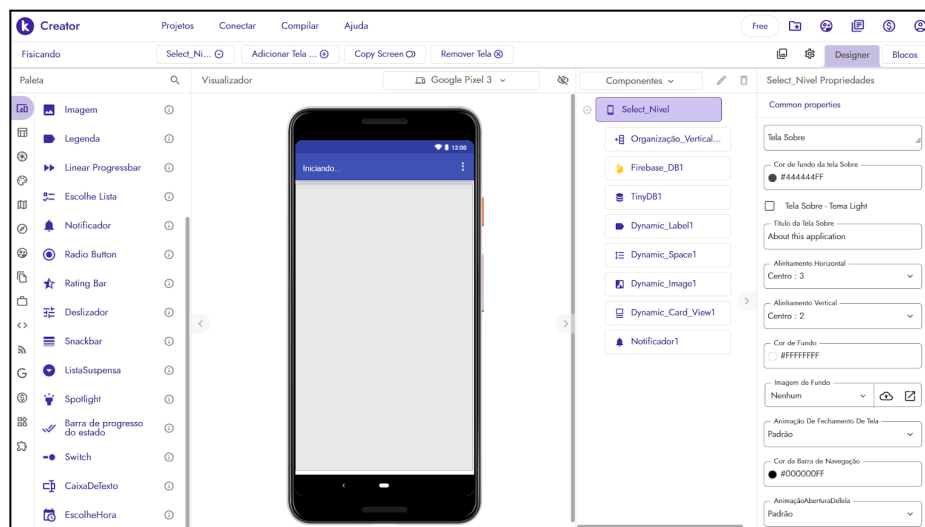 Creator
Projetos
Conectar
Compilar
Ajuda
Free
Fisicando
Select_Ni...
Adicionar Tela ...
Copy Screen
Remover Tela
Designer
Blocos
Paleta
Visualizador
Google Pixel 3
Componentes
Select_Nivel Propriedades
Imagem
Legenda
Linear Progressbar
Escolhe Lista
Notificador
Radio Button
Rating Bar
Deslizador
Snackbar
ListaSuspensa
Spotlight
Barra de progresso
do estado
Switch
CaixaDeTexto
EscolheHora
12:00
Iniciando...
Select_Nivel
Organização_Vertical...
Firebase_DB1
TinyDB1
Dynamic_Label1
Dynamic_Space1
Dynamic_Image1
Dynamic_Card_View1
Notificador1
Common properties
Tela Sobre
Cor de fundo da tela Sobre
#444444FF
Tela Sobre - Tema Light
Título da Tela Sobre
About this application
Alinhamento Horizontal
Centro : 3
Alinhamento Vertical
Centro : 2
Cor de Fundo
#FFFFFFFF
Imagem de Fundo
Nenhum
Animação De Fechamento De Tela
Padrão
Cor da Barra de Navegação
#000000FF
AnimaçãoAberturaDeTela
Padrão